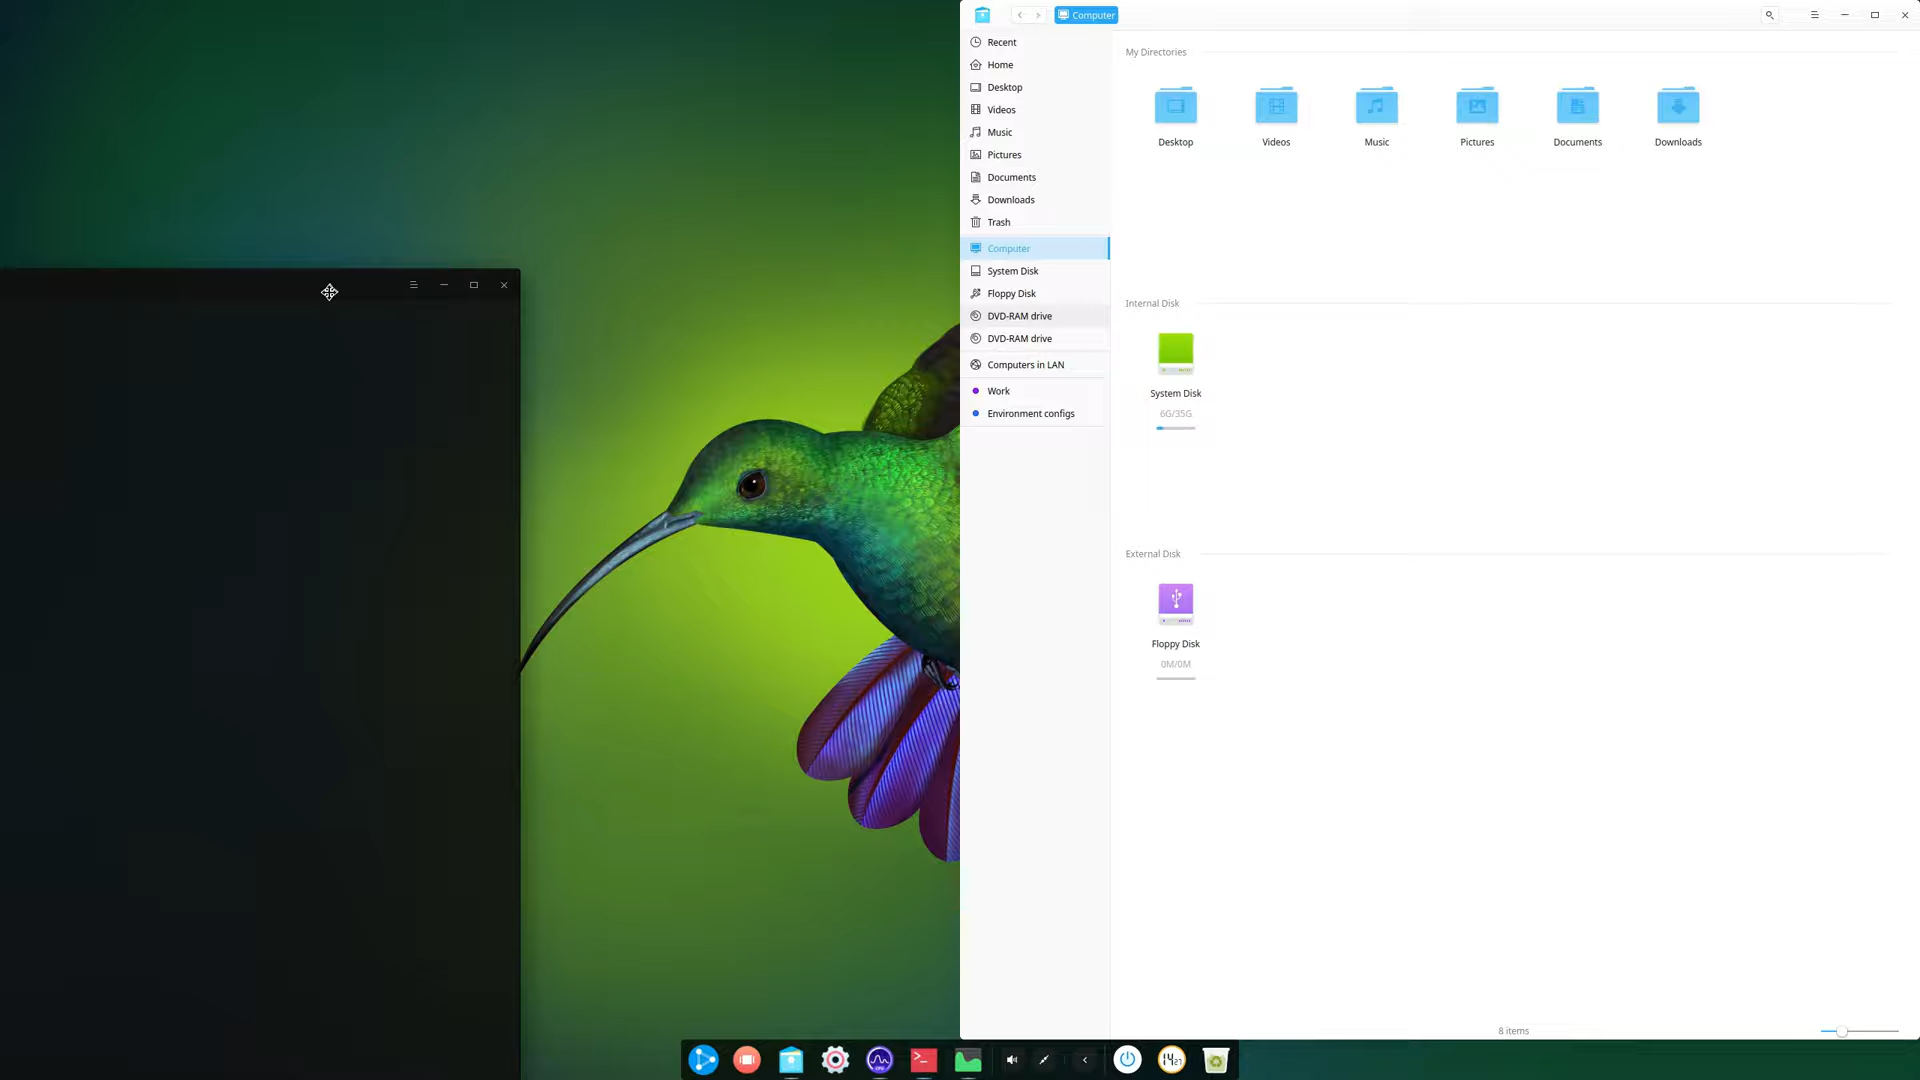 Computer
Recent
Home
Desktop
Videos
Music
Pictures
Documents
Downloads
Trash
Computer
System Disk
Floppy Disk
DVD-RAM drive
DVD-RAM drive
Computers in LAN
Work
Environment configs
My Directories
Desktop
Videos
Music
Pictures
Documents
Downloads
Internal Disk
System Disk
6G/35G
External Disk
Floppy Disk
0M/0M
8 items